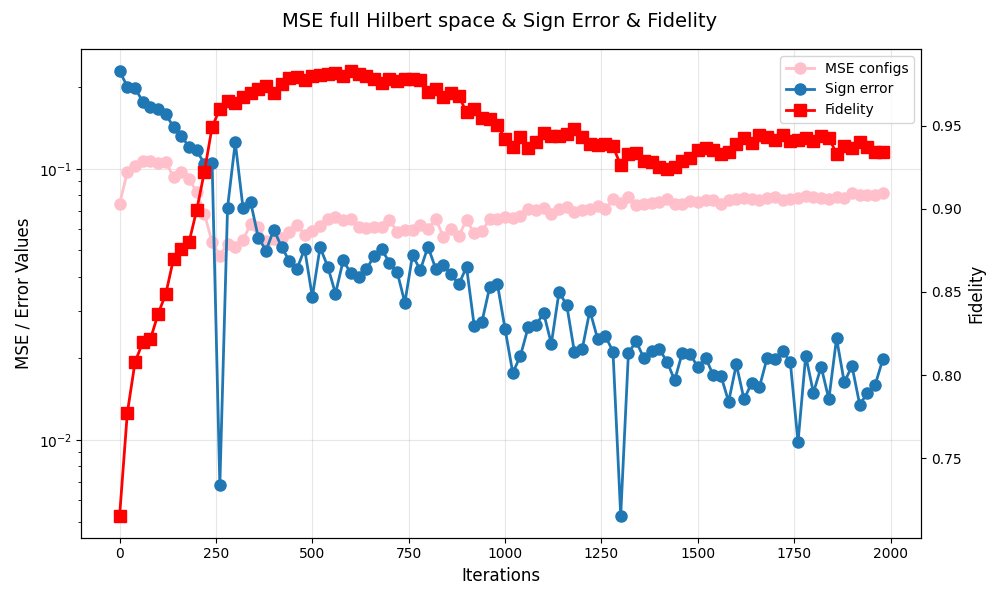 MSE full Hilbert space & Sign Error & Fidelity
MSE configs
Sign error
Fidelity
MSE / Error Values
10⁻¹
10⁻²
0.95
0.90
0.85
0.80
0.75
Fidelity
0 250 500 750 1000 1250 1500 1750 2000
Iterations